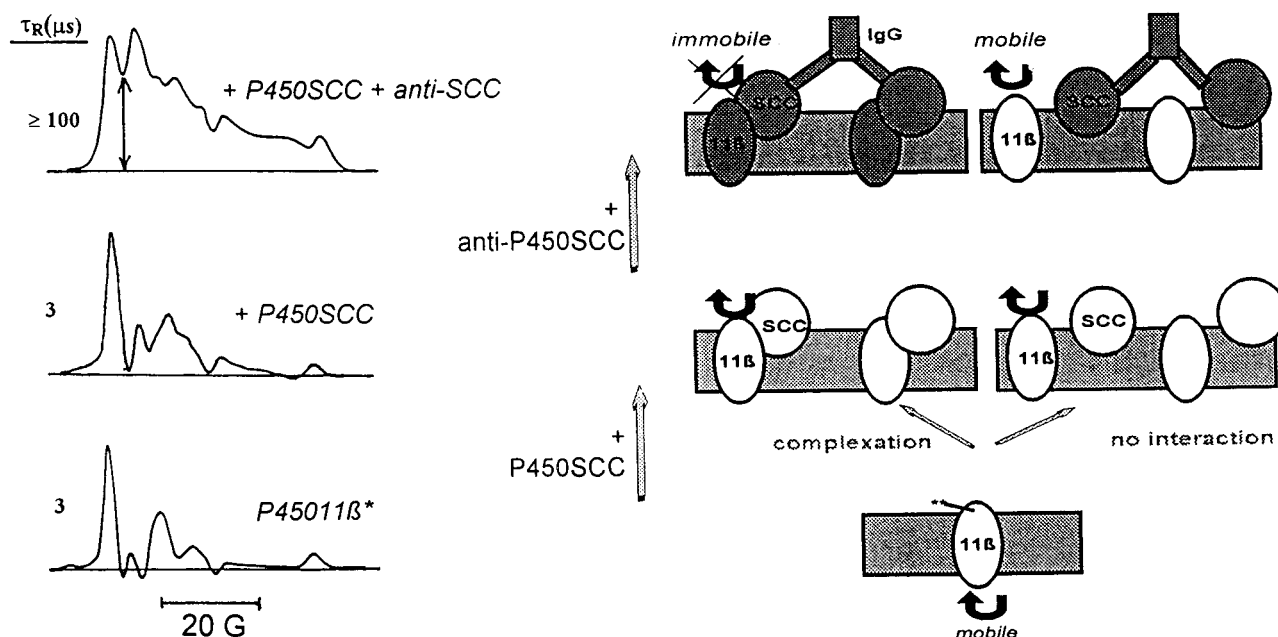 τR(µs)
≥ 100
+ P450SCC + anti-SCC
3
+ P450SCC
3
P45011ß*
20 G
+
anti-P450SCC
+
P450SCC
immobile
IgG
mobile
SCC
11ß
SCC
11ß
SCC
11ß
SCC
11ß
complexation
no interaction
**
11ß
mobile